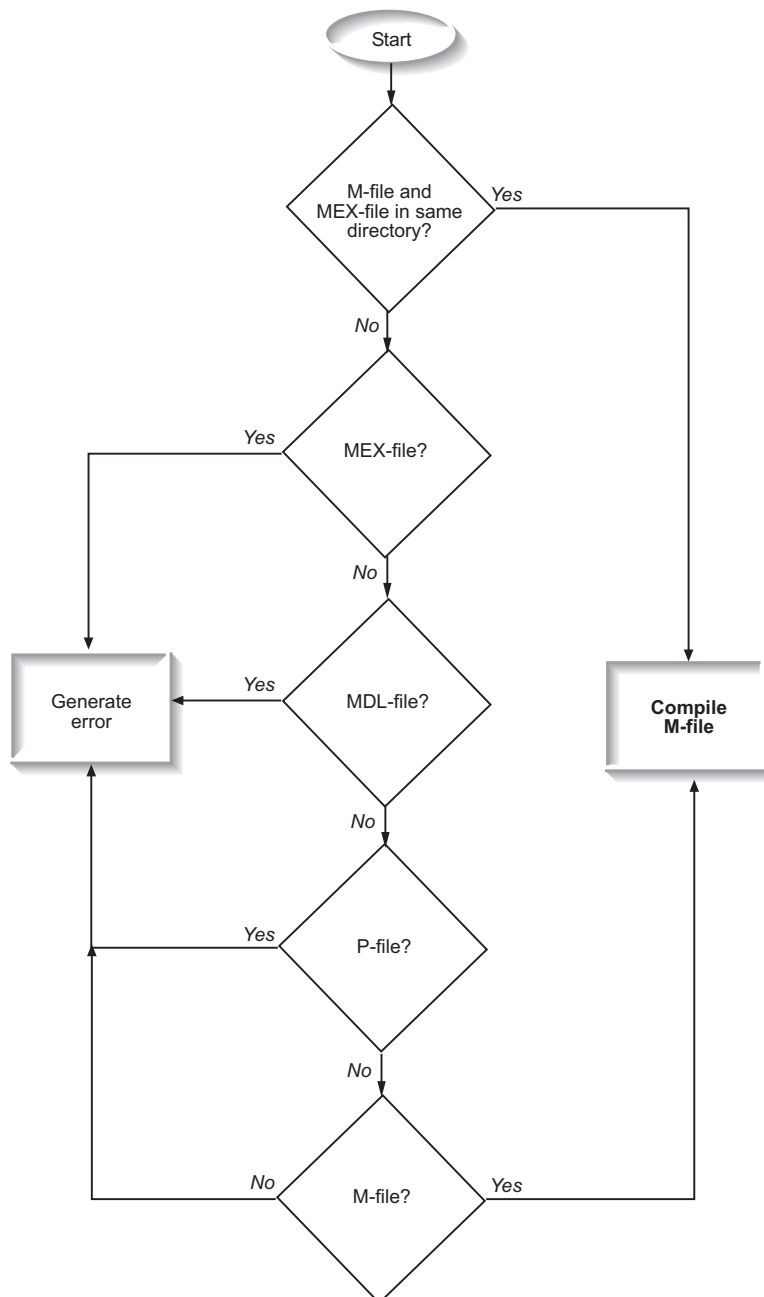 Start
M-file and
MEX-file in same
directory?
Yes
No
MEX-file?
Yes
No
MDL-file?
Yes
Generate
error
Compile
M-file
No
P-file?
Yes
No
M-file?
No
Yes